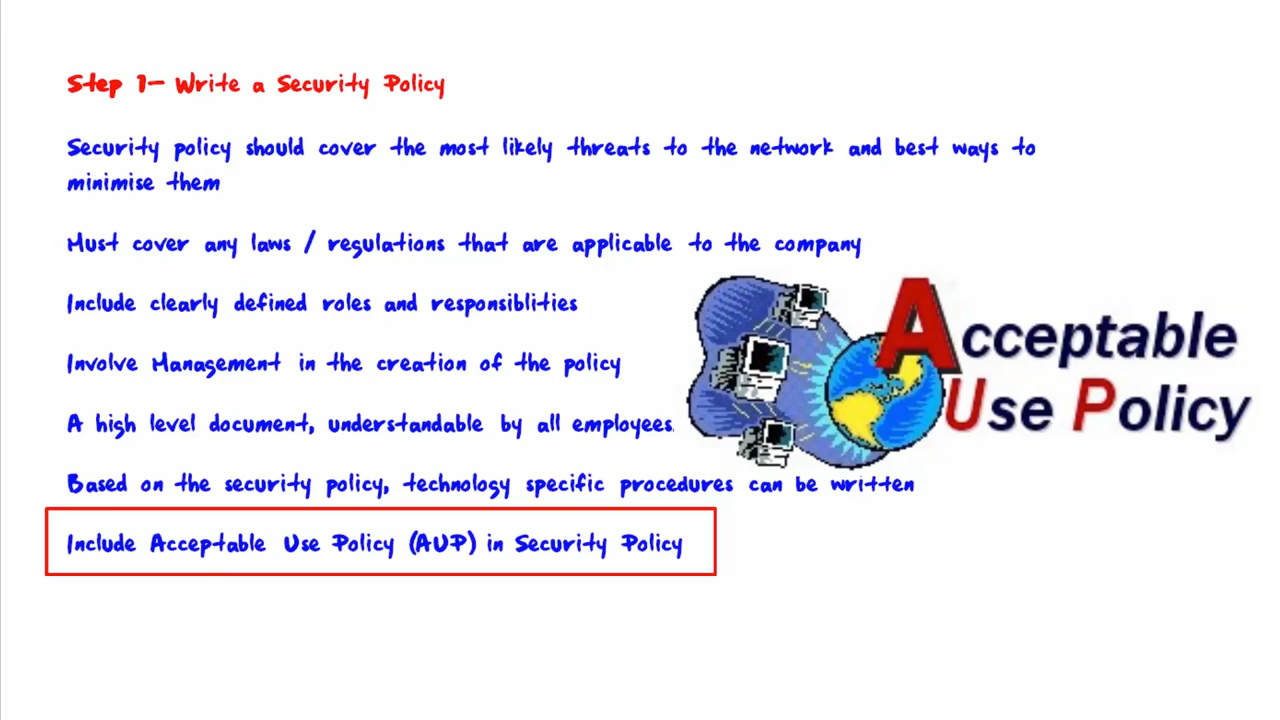 Step 1- Write a Security Policy
Security policy should cover the most likely threats to the network and best ways to
minimise them
Must cover any laws / regulations that are applicable to the company
Include clearly defined roles and responsiblities
Involve Management in the creation of the policy
A high level document, understandable by all employees.
Based on the security policy, technology specific procedures can be written
Include Acceptable Use Policy (AUP) in Security Policy
Acceptable
Use Policy